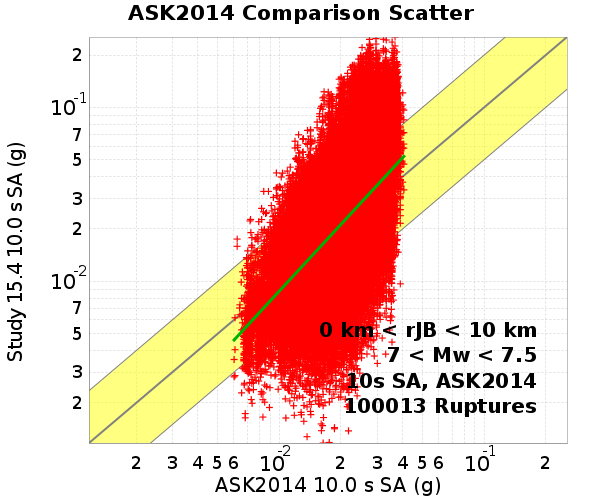 ASK2014 Comparison Scatter
Study 15.4 10.0 s SA (g)
2
10-1
7
5
3
2
10-2
7
5
3
2
0 km < rJB < 10 km
7 < Mw < 7.5
10s SA, ASK2014
100013 Ruptures
2 3 4 5 6 10-2 2 3 4 5 6 10-1 2
ASK2014 10.0 s SA (g)